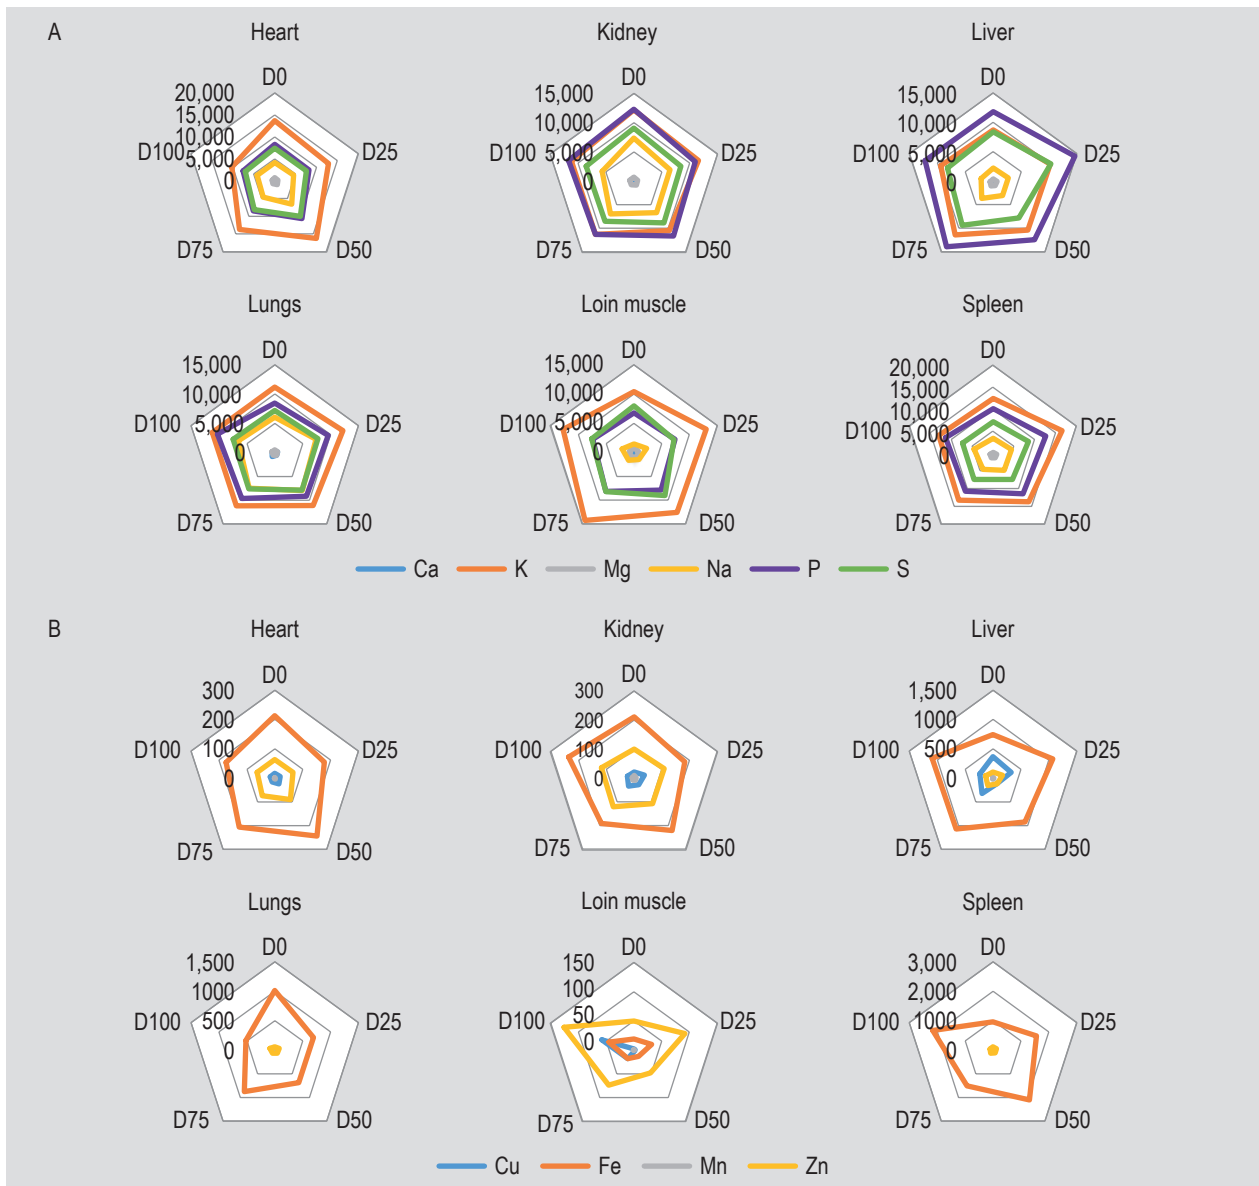 A
Heart
Kidney
Liver
D0
D0
D0
20,000
15,000
10,000
5,000
0
D100
D25
D75
D50
15,000
10,000
5,000
0
D100
D25
D75
D50
15,000
10,000
5,000
0
D100
D25
D75
D50
Lungs
Loin muscle
Spleen
D0
D0
D0
15,000
10,000
5,000
0
D100
D25
D75
D50
15,000
10,000
5,000
0
D100
D25
D75
D50
20,000
15,000
10,000
5,000
0
D100
D25
D75
D50
Ca K Mg Na P S
B
Heart
Kidney
Liver
D0
D0
D0
300
200
100
0
D100
D25
D75
D50
300
200
100
0
D100
D25
D75
D50
1,500
1000
500
0
D100
D25
D75
D50
Lungs
Loin muscle
Spleen
D0
D0
D0
1,500
1000
500
0
D100
D25
D75
D50
150
100
50
0
D100
D25
D75
D50
3,000
2,000
1000
0
D100
D25
D75
D50
Cu Fe Mn Zn